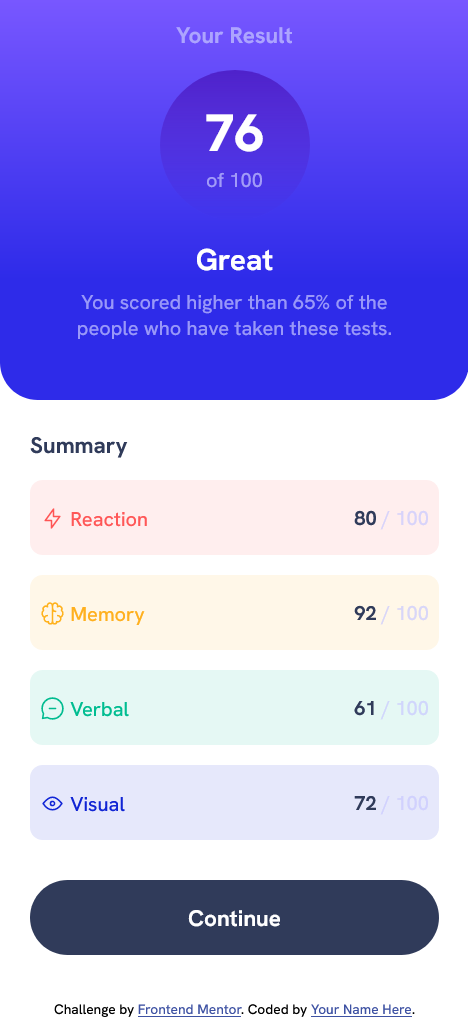 Your Result
76
of 100
Great
You scored higher than 65% of the
people who have taken these tests.
Summary
Reaction 80 / 100
Memory 92 / 100
Verbal 61 / 100
Visual 72 / 100
Continue
Challenge by Frontend Mentor. Coded by Your Name Here.